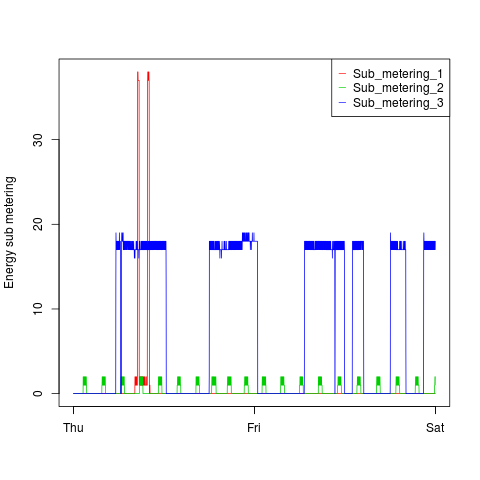 Sub_metering_1
Sub_metering_2
Sub_metering_3
Energy sub metering
30
20
10
0
Thu Fri Sat